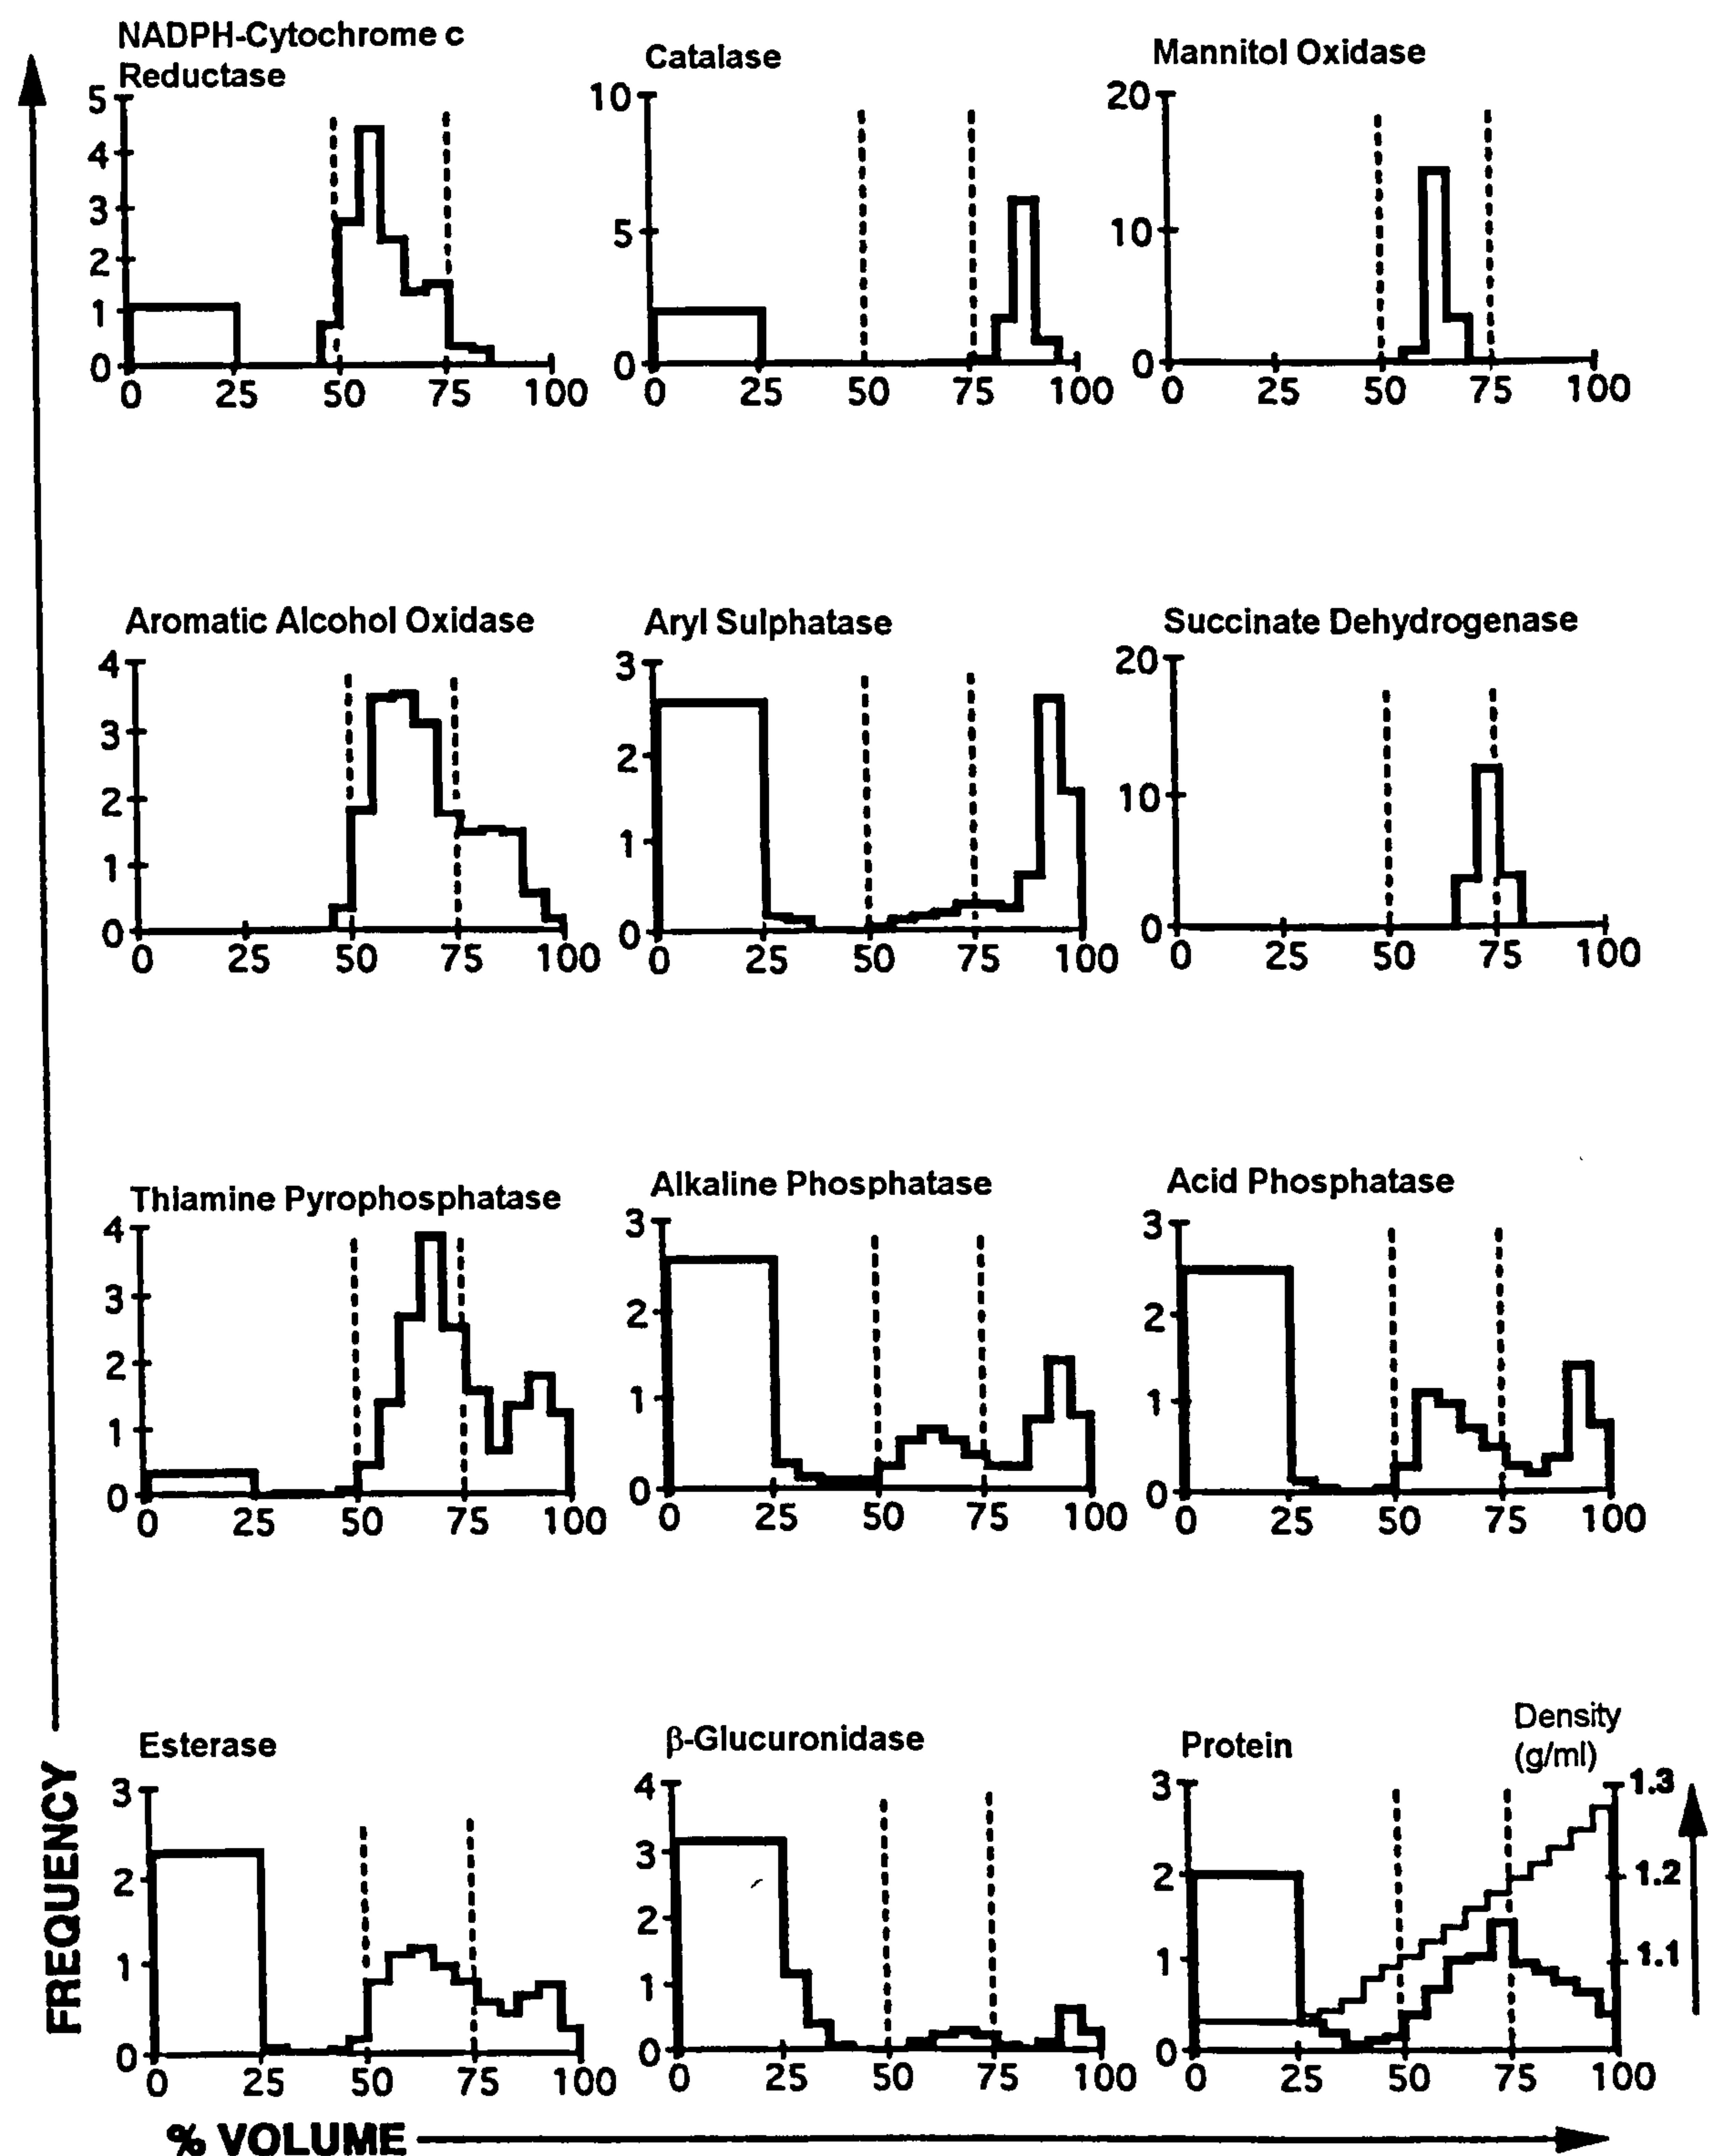 NADPH-Cytochrome c
Reductase
5
4
3
2
1
0
0 25 50 75 100
Catalase
10
5
0
0 25 50 75 100
Mannitol Oxidase
20
10
0
0 25 50 75 100
Aromatic Alcohol Oxidase
4
3
2
1
0
0 25 50 75 100
Aryl Sulphatase
3
2
1
0
0 25 50 75 100
Succinate Dehydrogenase
20
10
0
0 25 50 75 100
Thiamine Pyrophosphatase
4
3
2
1
0
0 25 50 75 100
Alkaline Phosphatase
3
2
1
0
0 25 50 75 100
Acid Phosphatase
3
2
1
0
0 25 50 75 100
Esterase
3
2
1
0
0 25 50 75 100
β-Glucuronidase
4
3
2
1
0
0 25 50 75 100
Protein
3
2
1
0
0 25 50 75 100
Density
(g/ml)
1.3
1.2
1.1
FREQUENCY
% VOLUME